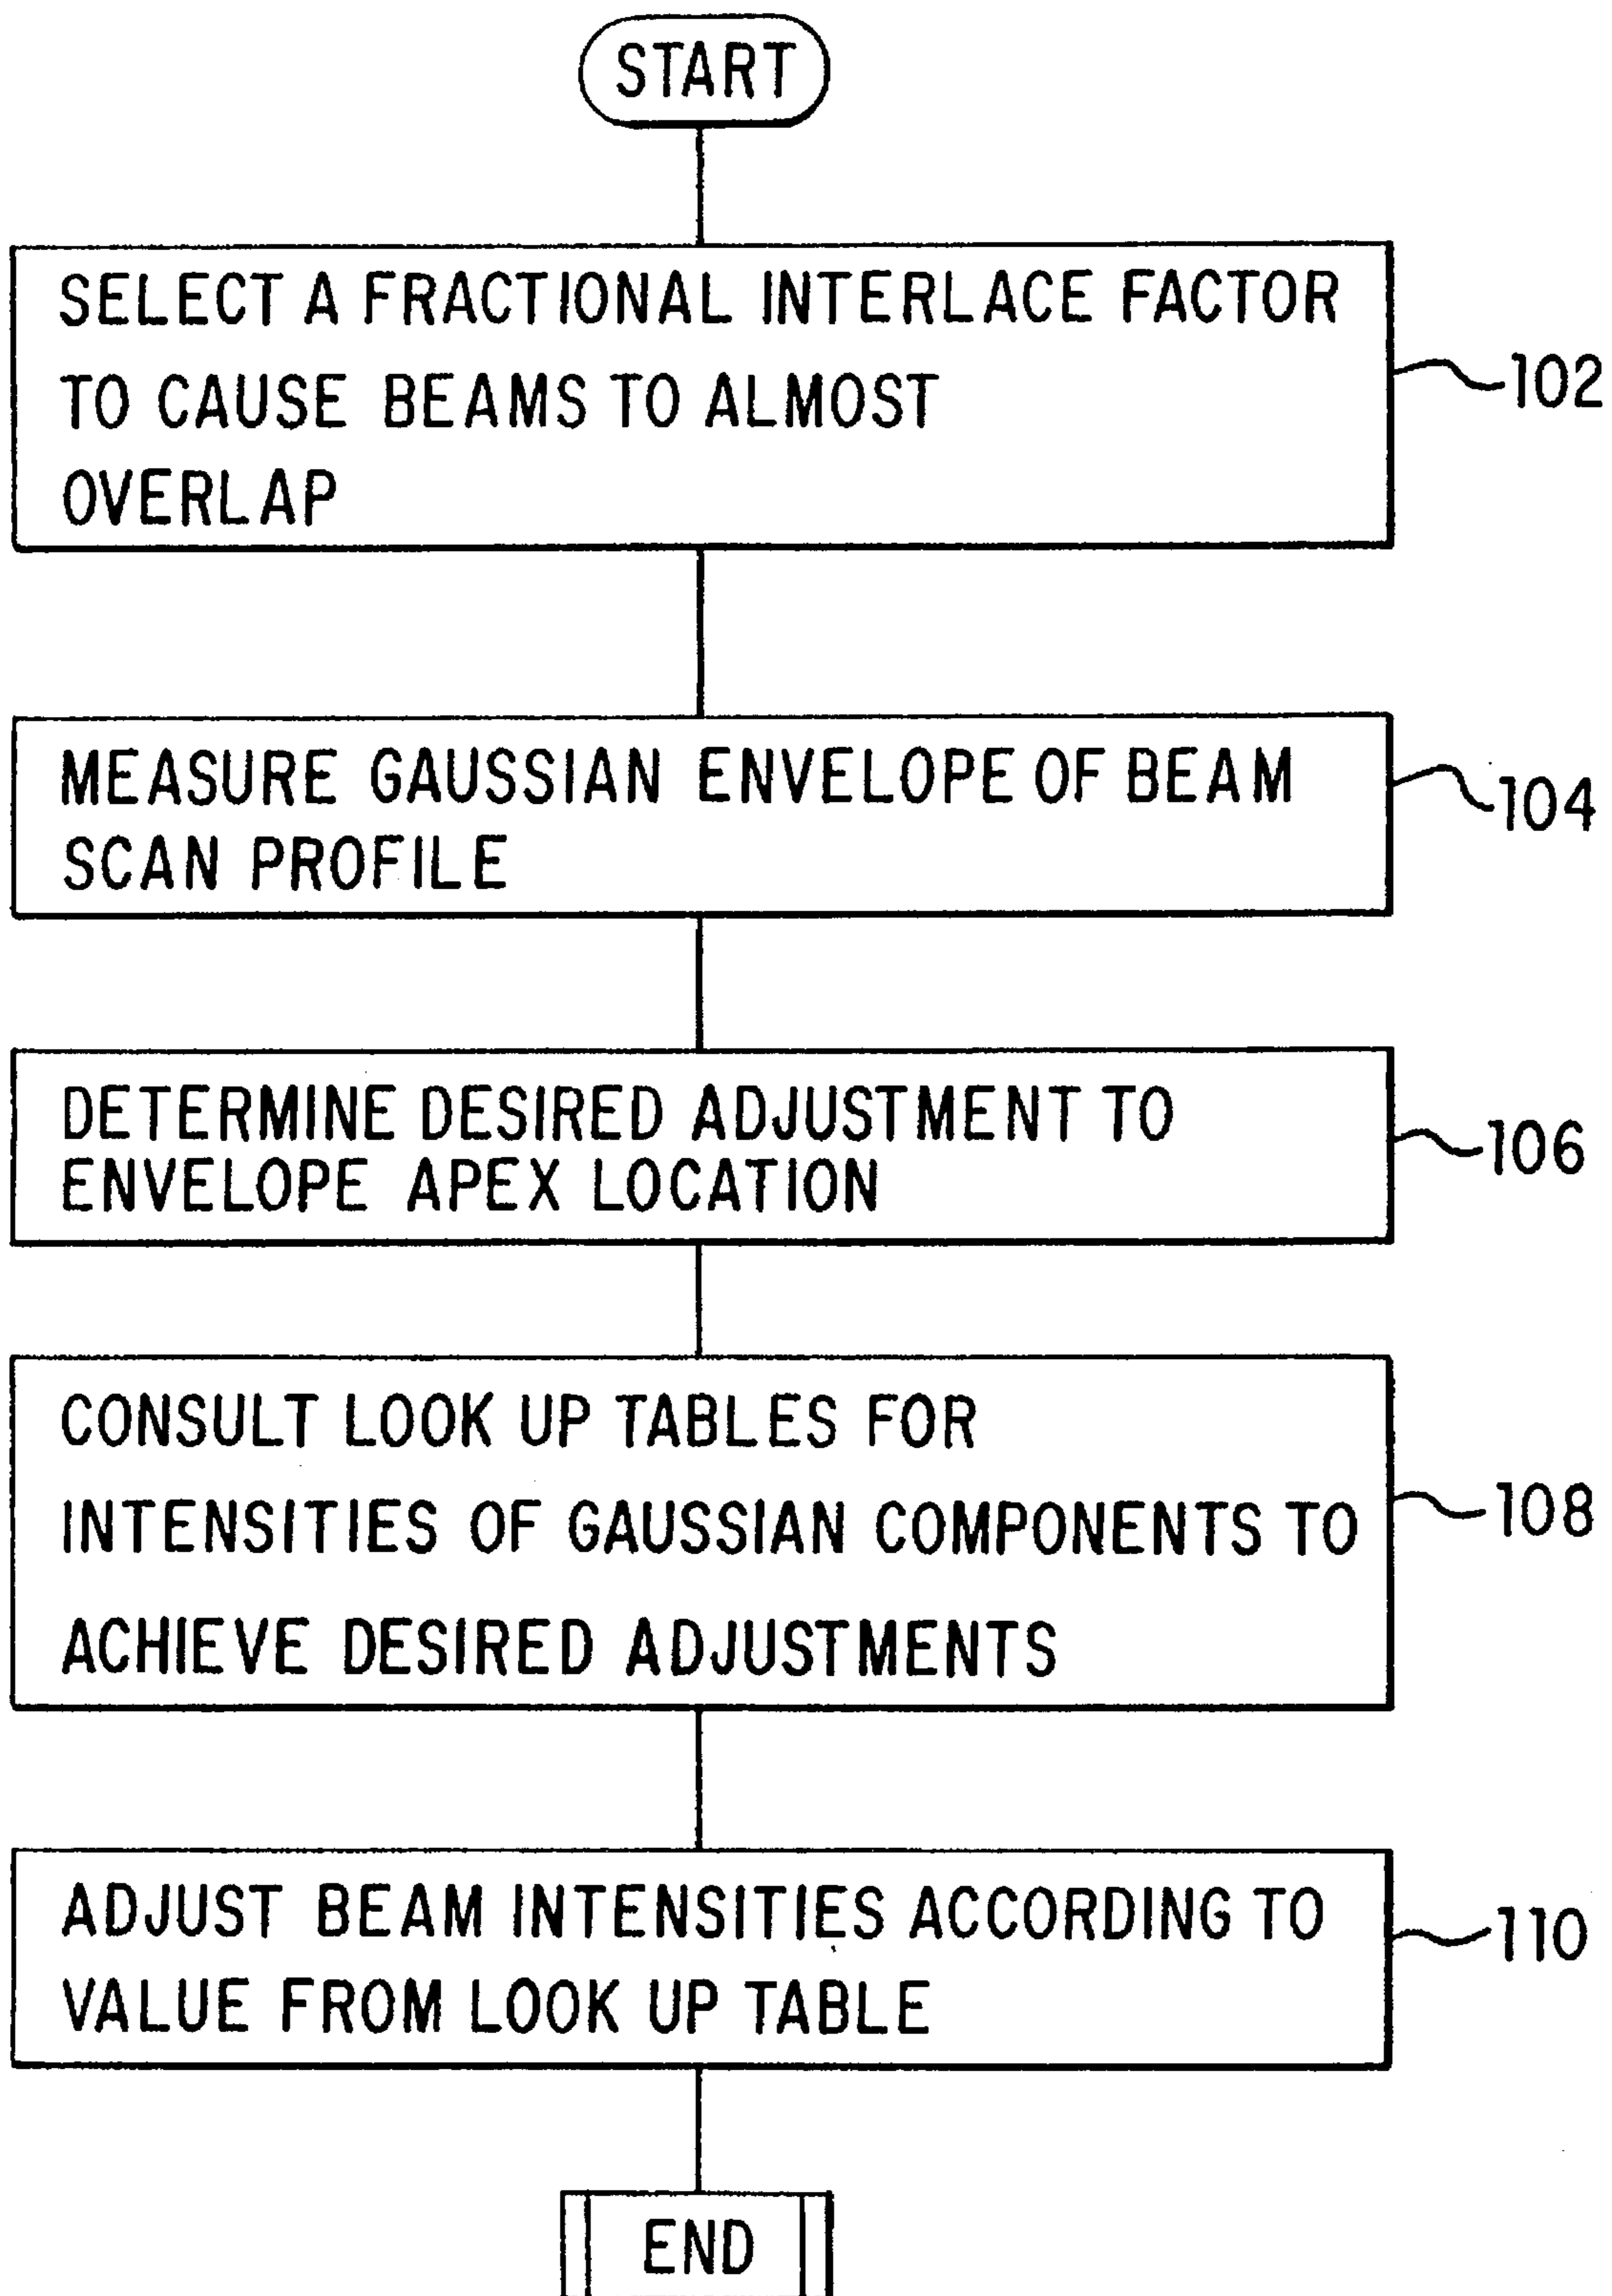 START
SELECT A FRACTIONAL INTERLACE FACTOR
TO CAUSE BEAMS TO ALMOST
OVERLAP
102
MEASURE GAUSSIAN ENVELOPE OF BEAM
SCAN PROFILE
104
DETERMINE DESIRED ADJUSTMENT TO
ENVELOPE APEX LOCATION
106
CONSULT LOOK UP TABLES FOR
INTENSITIES OF GAUSSIAN COMPONENTS TO
ACHIEVE DESIRED ADJUSTMENTS
108
ADJUST BEAM INTENSITIES ACCORDING TO
VALUE FROM LOOK UP TABLE
110
END